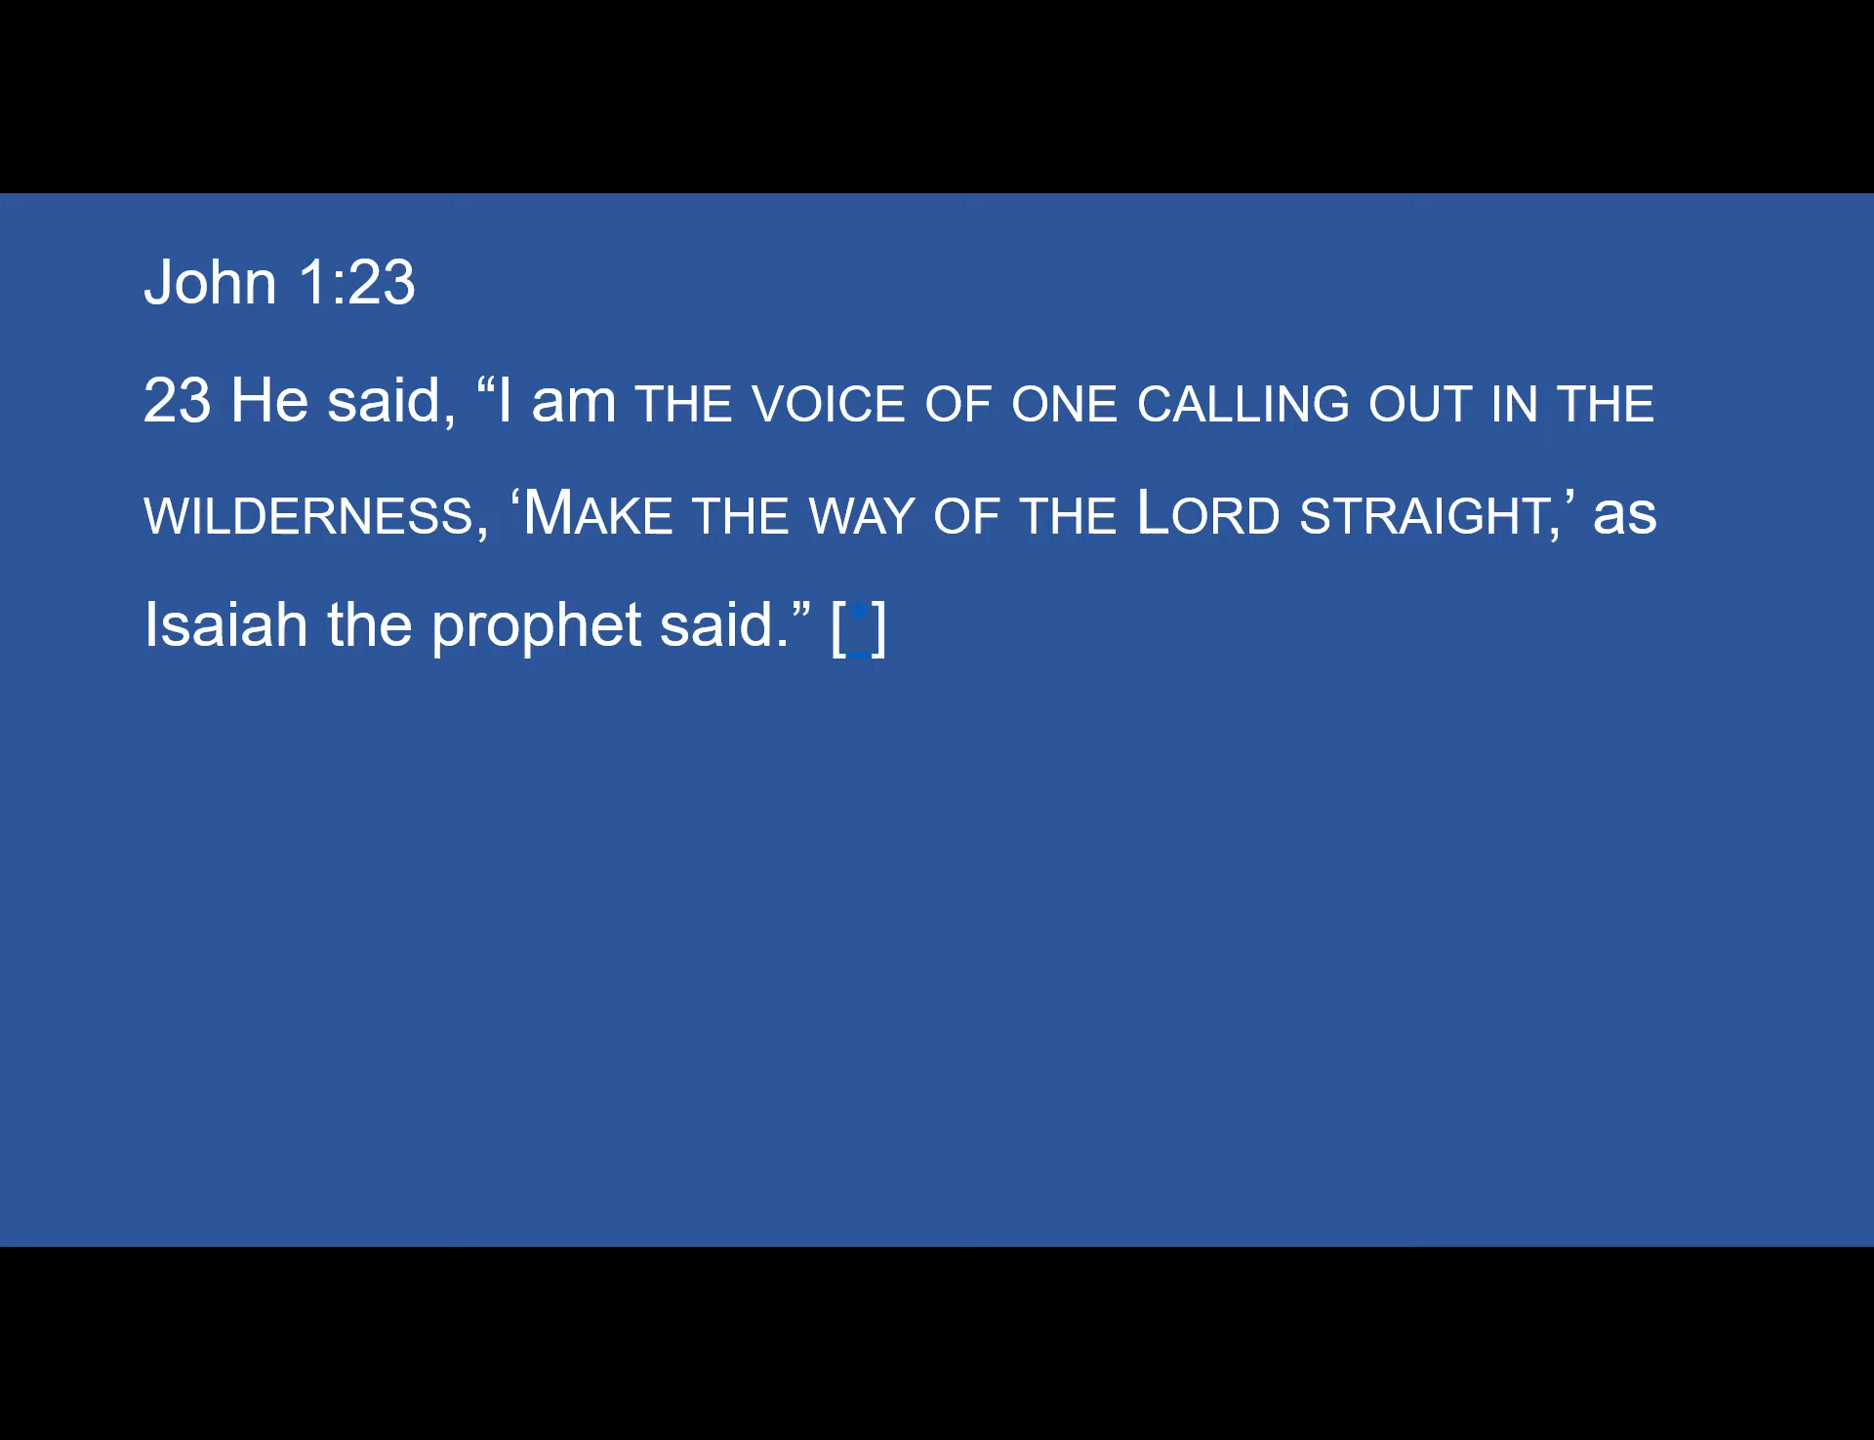 John 1:23
23 He said, “I am THE VOICE OF ONE CALLING OUT IN THE
WILDERNESS, ‘MAKE THE WAY OF THE LORD STRAIGHT,’ as
Isaiah the prophet said.” [*]